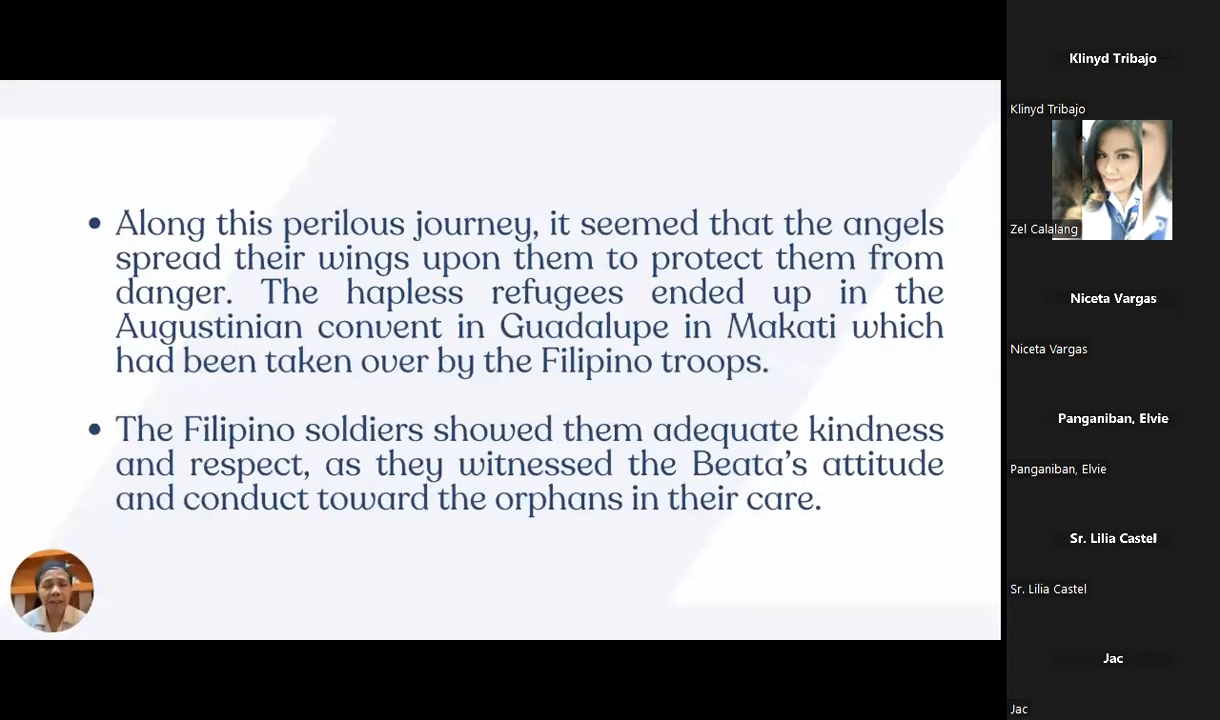 • Along this perilous journey, it seemed that the angels
spread their wings upon them to protect them from
danger. The hapless refugees ended up in the
Augustinian convent in Guadalupe in Makati which
had been taken over by the Filipino troops.
• The Filipino soldiers showed them adequate kindness
and respect, as they witnessed the Beata's attitude
and conduct toward the orphans in their care.
Klinyd Tribajo
Klinyd Tribajo
Zel Calalang
Niceta Vargas
Niceta Vargas
Panganiban, Elvie
Panganiban, Elvie
Sr. Lilia Castel
Sr. Lilia Castel
Jac
Jac